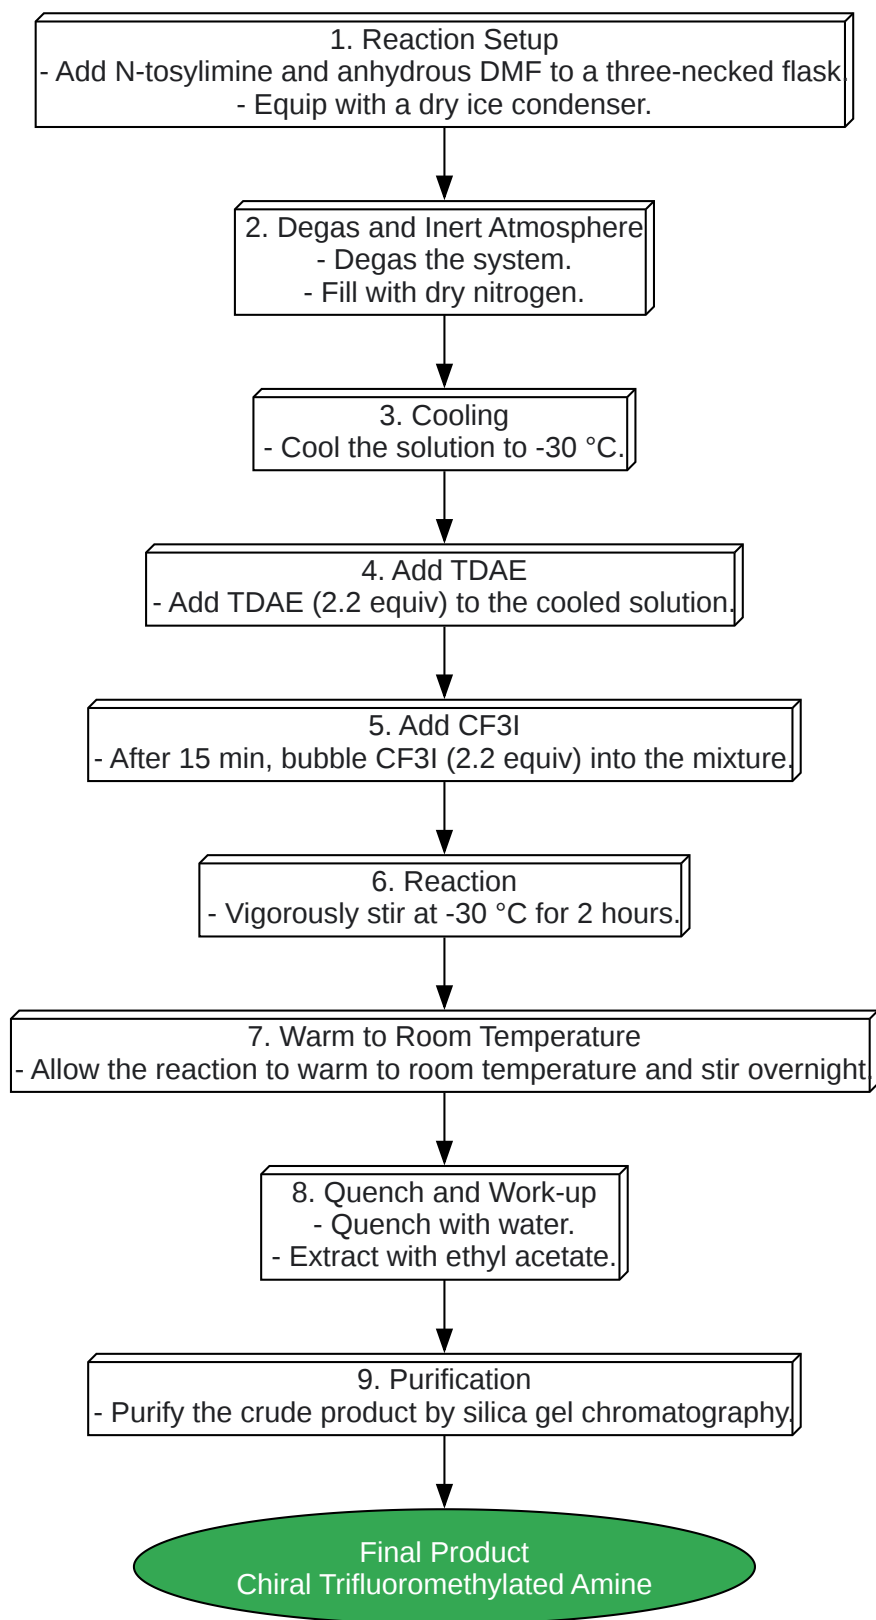 1. Reaction Setup
- Add N-tosylimine and anhydrous DMF to a three-necked flask.
- Equip with a dry ice condenser.
2. Degas and Inert Atmosphere
- Degas the system.
- Fill with dry nitrogen.
3. Cooling
- Cool the solution to -30 °C.
4. Add TDAE
- Add TDAE (2.2 equiv) to the cooled solution.
5. Add CF3I
- After 15 min, bubble CF3I (2.2 equiv) into the mixture.
6. Reaction
- Vigorously stir at -30 °C for 2 hours.
7. Warm to Room Temperature
- Allow the reaction to warm to room temperature and stir overnight.
8. Quench and Work-up
- Quench with water.
- Extract with ethyl acetate.
9. Purification
- Purify the crude product by silica gel chromatography.
Final Product
Chiral Trifluoromethylated Amine